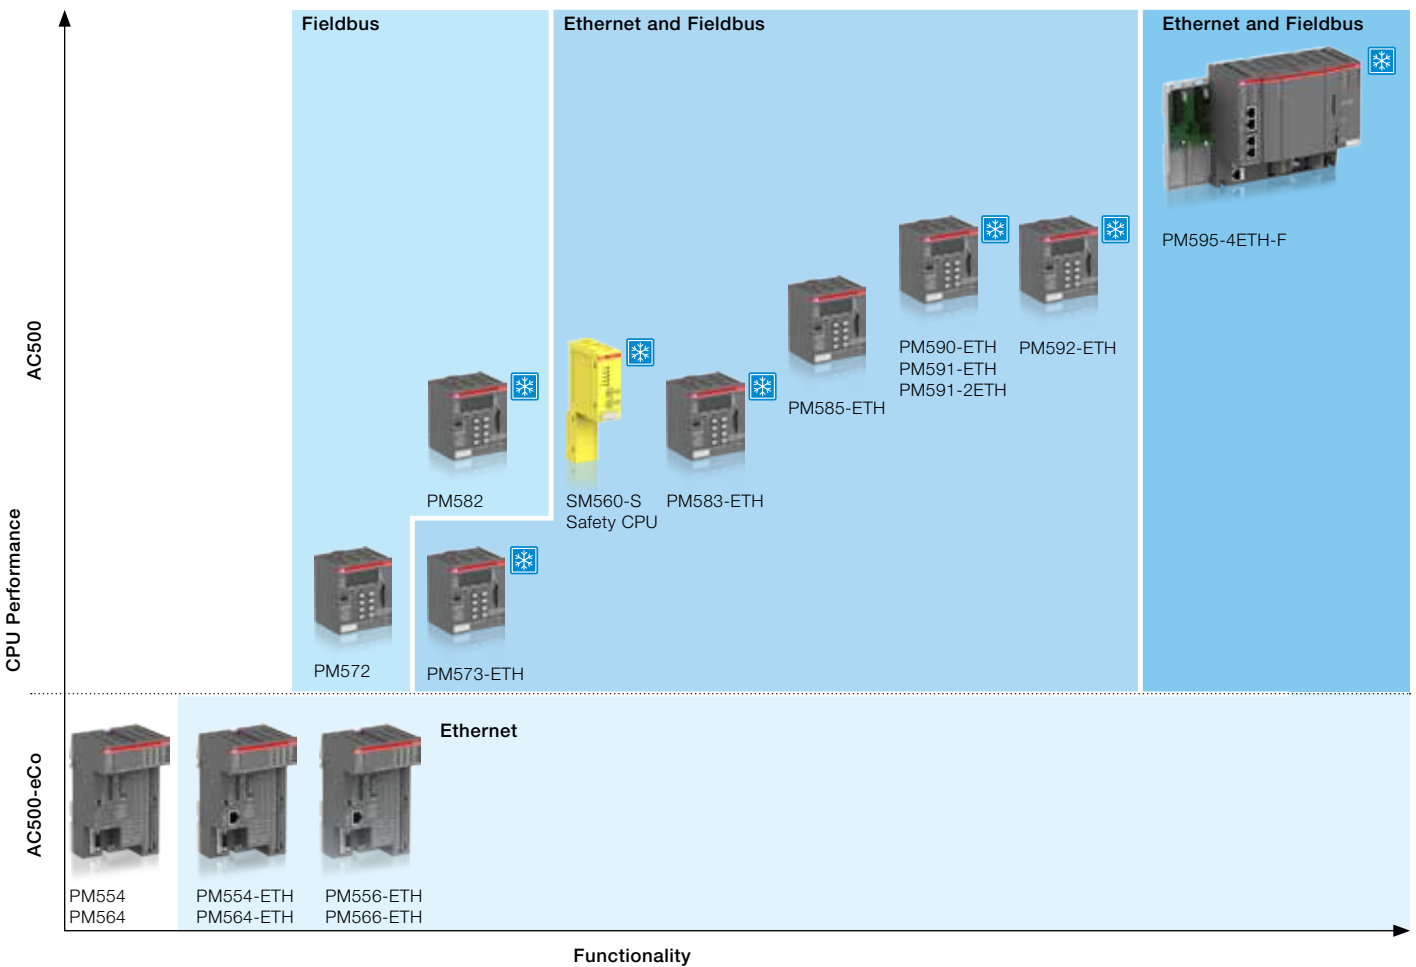 Fieldbus
Ethernet and Fieldbus
Ethernet and Fieldbus
PM595-4ETH-F
AC500
PM590-ETH
PM591-ETH
PM591-2ETH
PM592-ETH
PM585-ETH
PM582
SM560-S
Safety CPU
PM583-ETH
CPU Performance
PM572
PM573-ETH
Ethernet
AC500-eCo
PM554
PM564
PM554-ETH
PM564-ETH
PM556-ETH
PM566-ETH
Functionality